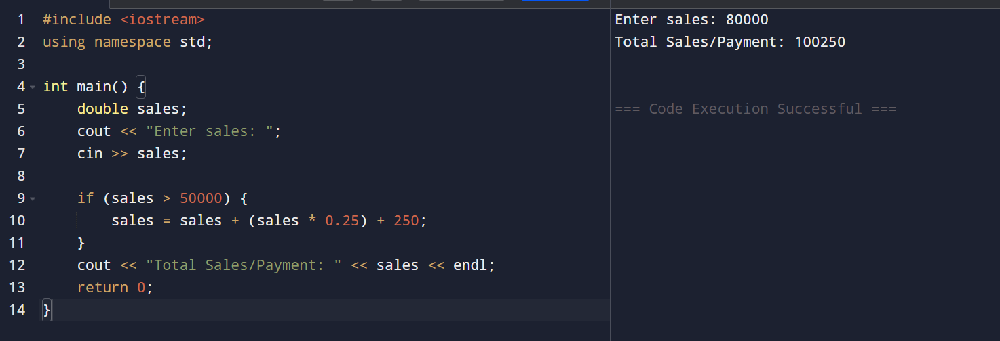 1 #include <iostream>
2 using namespace std;
3
4 int main() {
5     double sales;
6     cout << "Enter sales: ";
7     cin >> sales;
8
9     if (sales > 50000) {
10         sales = sales + (sales * 0.25) + 250;
11     }
12     cout << "Total Sales/Payment: " << sales << endl;
13     return 0;
14 }
Enter sales: 80000
Total Sales/Payment: 100250
=== Code Execution Successful ===